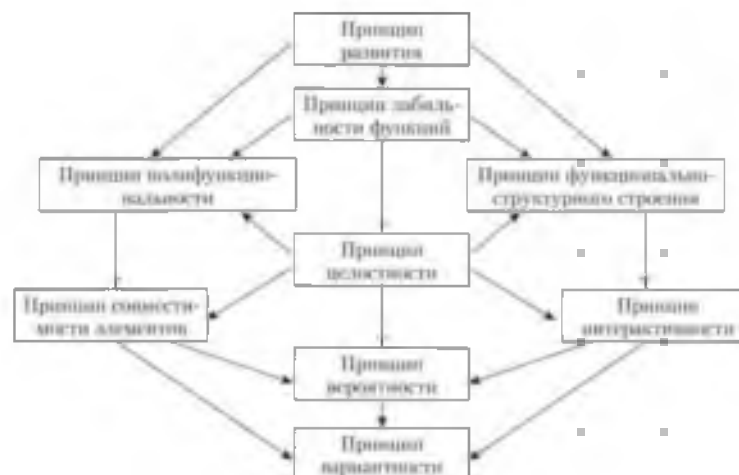 Принцип
развития
Принцип лабиль-
ности функций
Принцип полифункцио-
нальности
Принцип функционально-
структурного строения
Принцип
целостности
Принцип совмести-
мости элементов
Принцип
интерактивности
Принцип
вероятности
Принцип
вариантности